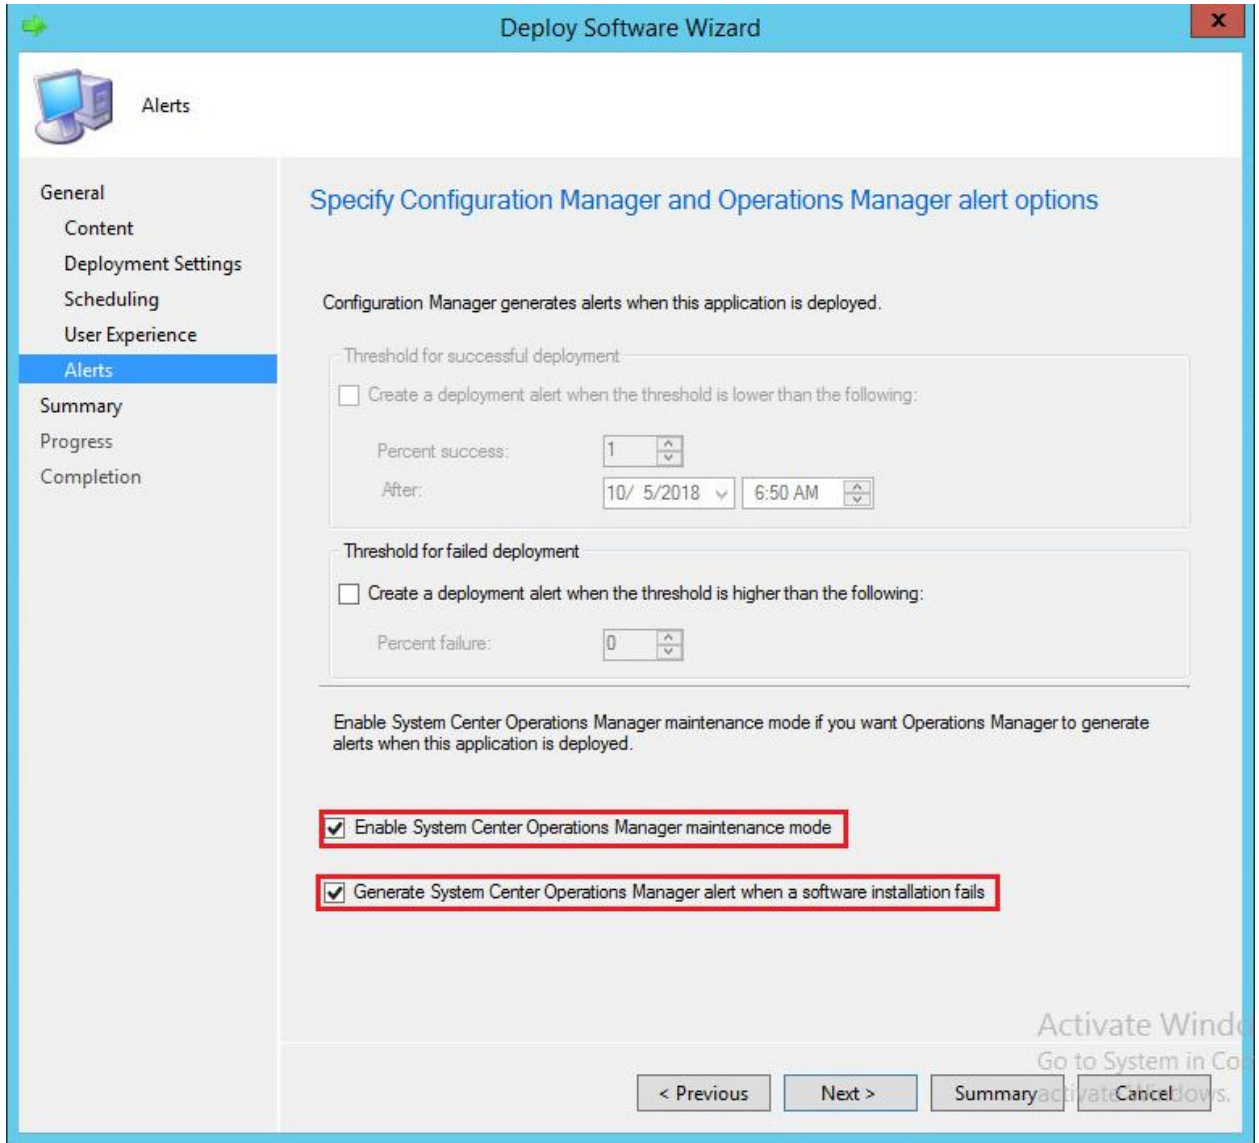 Deploy Software Wizard
x
Alerts
General
Content
Deployment Settings
Scheduling
User Experience
Alerts
Summary
Progress
Completion
Specify Configuration Manager and Operations Manager alert options
Configuration Manager generates alerts when this application is deployed.
Threshold for successful deployment
Create a deployment alert when the threshold is lower than the following:
Percent success: 1
After: 10/ 5/2018 6:50 AM
Threshold for failed deployment
Create a deployment alert when the threshold is higher than the following:
Percent failure: 0
Enable System Center Operations Manager maintenance mode if you want Operations Manager to generate
alerts when this application is deployed.
Enable System Center Operations Manager maintenance mode
Generate System Center Operations Manager alert when a software installation fails
Activate Windo
Go to System in Co
activate Windows.
< Previous Next > Summary Cancel